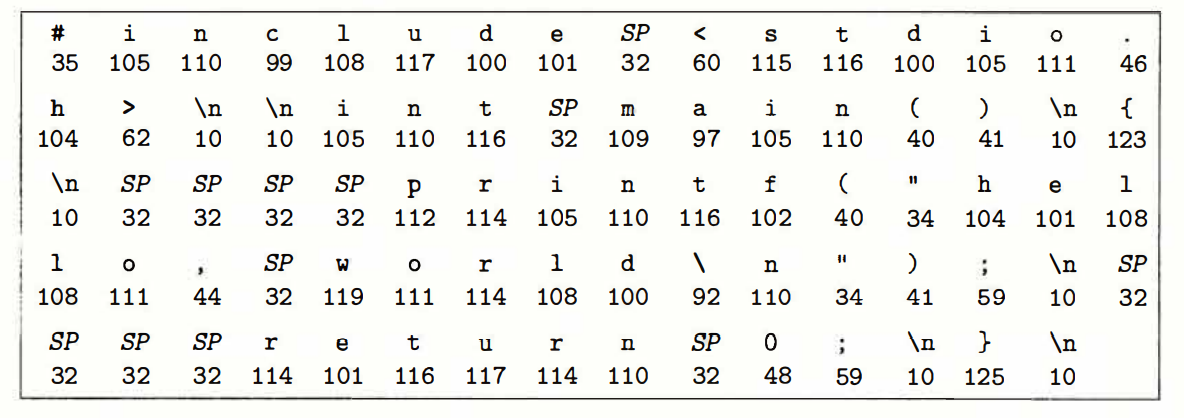 # i n c l u d e SP < s t d i o .
35 105 110 99 108 117 100 101 32 60 115 116 100 105 111 46
h > \n \n i n t SP m a i n ( ) \n {
104 62 10 10 105 110 116 32 109 97 105 110 40 41 10 123
\n SP SP SP SP p r i n t f ( " h e l
10 32 32 32 32 112 114 105 110 116 102 40 34 104 101 108
l o , SP w o r l d \ n " ) ; \n SP
108 111 44 32 119 111 114 108 100 92 110 34 41 59 10 32
SP SP SP r e t u r n SP 0 ; \n } \n
32 32 32 114 101 116 117 114 110 32 48 59 10 125 10